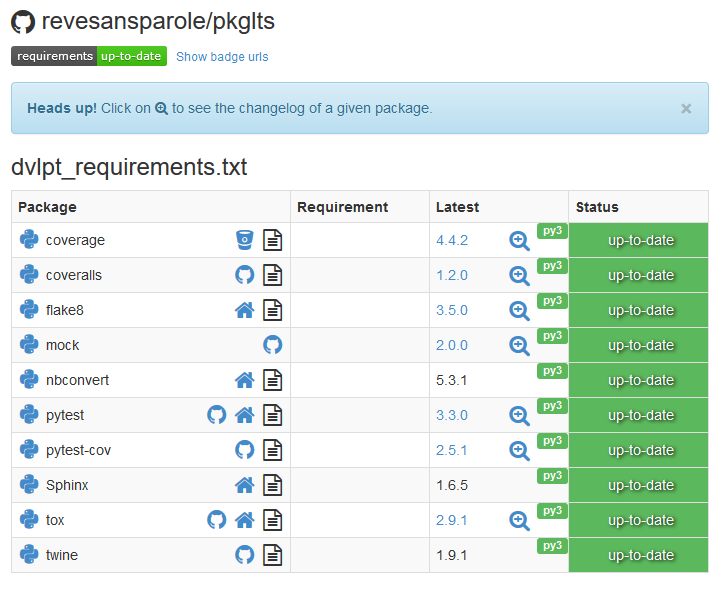 revesansparole/pkglts
requirements up-to-date Show badge urls
Heads up! Click on to see the changelog of a given package. ×
dvlpt_requirements.txt
Package Requirement Latest Status
coverage 4.4.2 py3 up-to-date
coveralls 1.2.0 py3 up-to-date
flake8 3.5.0 py3 up-to-date
mock 2.0.0 py3 up-to-date
nbconvert 5.3.1 py3 up-to-date
pytest 3.3.0 py3 up-to-date
pytest-cov 2.5.1 py3 up-to-date
Sphinx 1.6.5 py3 up-to-date
tox 2.9.1 py3 up-to-date
twine 1.9.1 py3 up-to-date